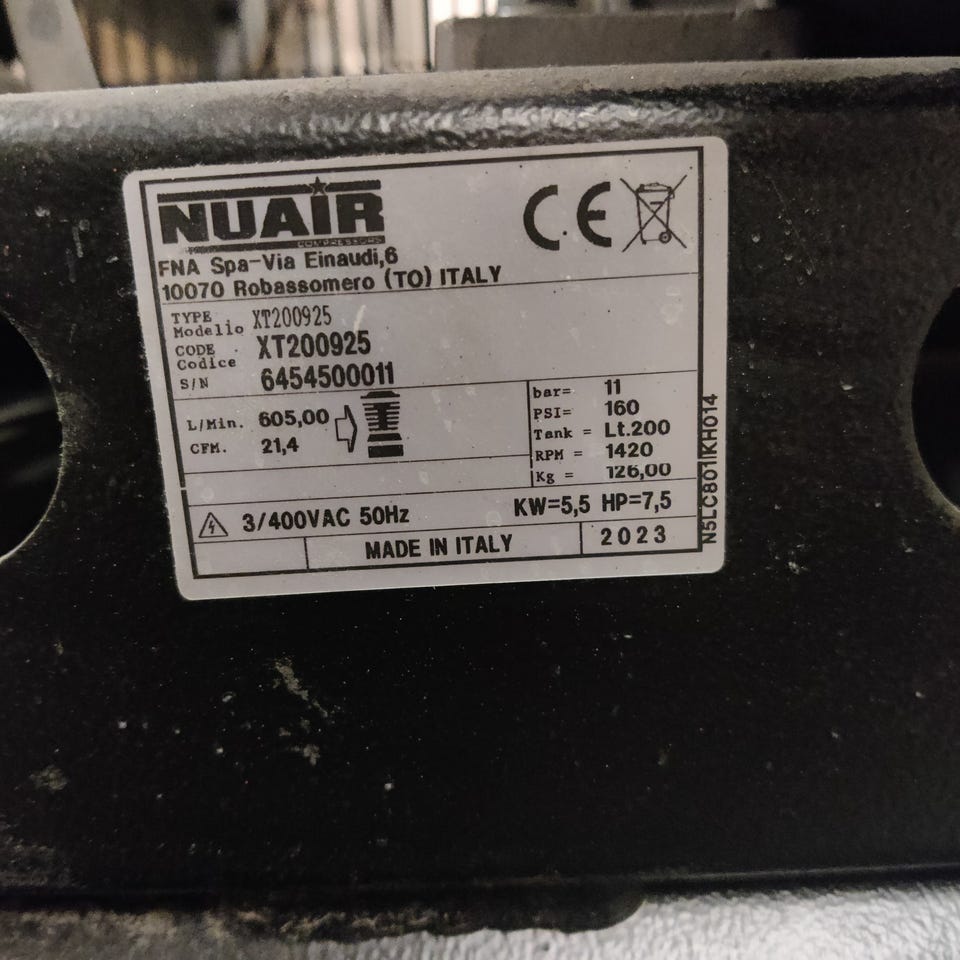 NUAIR
COMPRESSORS
CE
FNA Spa-Via Einaudi,6
10070 Robassomero (TO) ITALY
TYPE
Modello XT200925
CODE
Codice XT200925
S/N 6454500011
L/Min. 605,00
CFM. 21,4
bar= 11
PSI= 160
Tank = Lt.200
RPM = 1420
Kg = 126,00
3/400VAC 50Hz KW=5,5 HP=7,5
MADE IN ITALY 2023
N5LC801IKH014